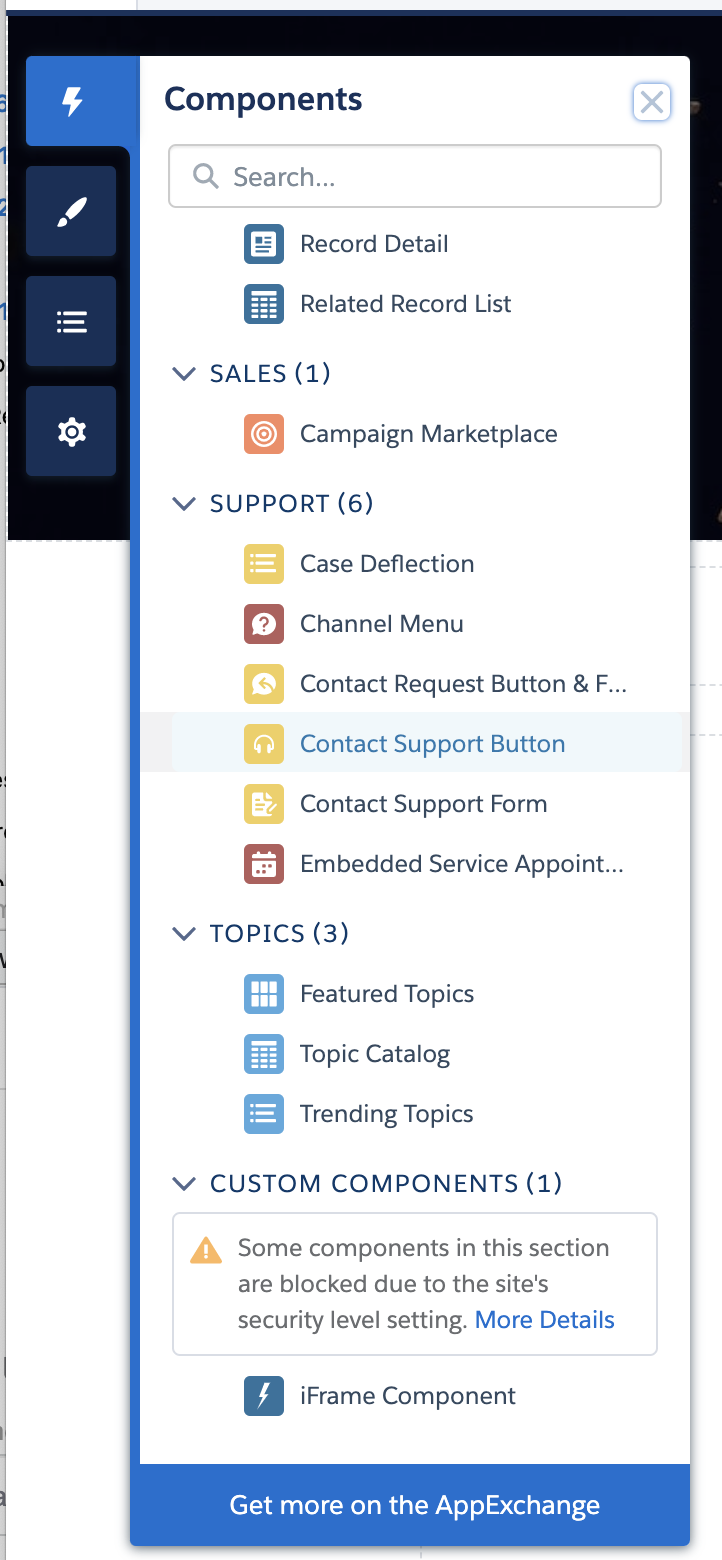 Components
Search...
Record Detail
Related Record List
SALES (1)
Campaign Marketplace
SUPPORT (6)
Case Deflection
Channel Menu
Contact Request Button & F...
Contact Support Button
Contact Support Form
Embedded Service Appoint...
TOPICS (3)
Featured Topics
Topic Catalog
Trending Topics
CUSTOM COMPONENTS (1)
Some components in this section
are blocked due to the site's
security level setting. More Details
iFrame Component
Get more on the AppExchange